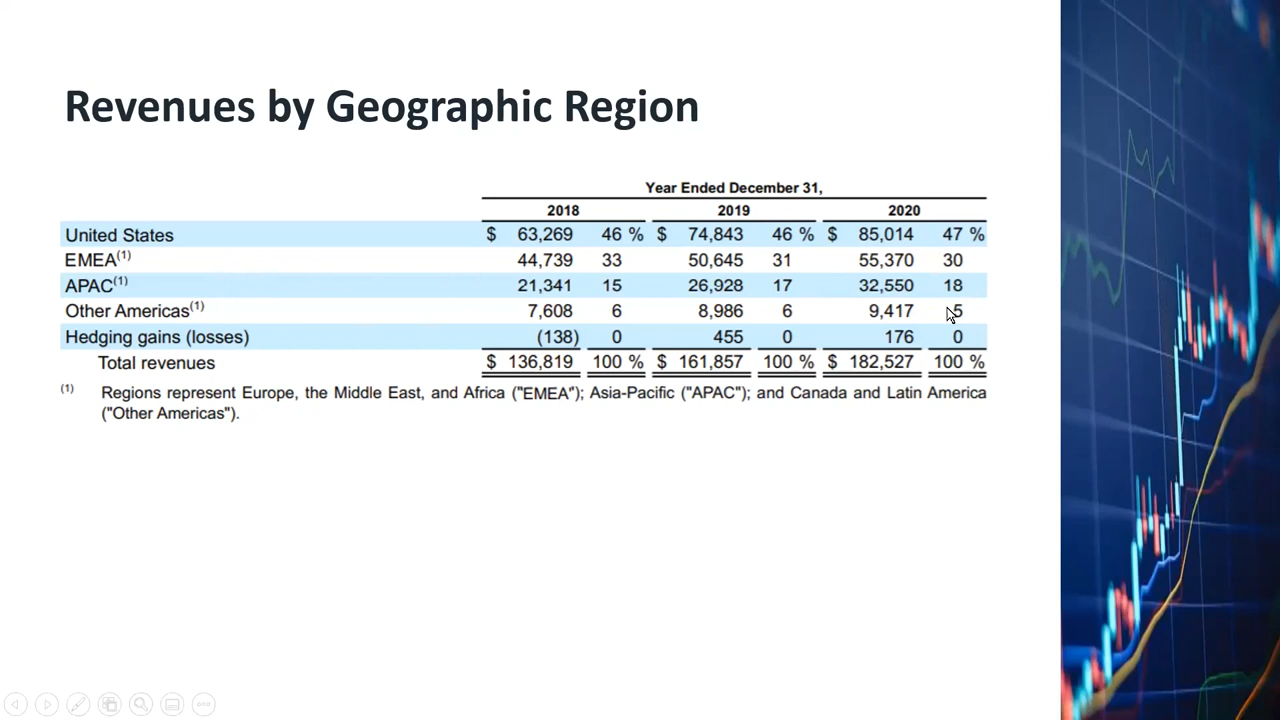 Revenues by Geographic Region
Year Ended December 31,
2018 2019 2020
United States $ 63,269 46 % $ 74,843 46 % $ 85,014 47 %
EMEA(1) 44,739 33 50,645 31 55,370 30
APAC(1) 21,341 15 26,928 17 32,550 18
Other Americas(1) 7,608 6 8,986 6 9,417 5
Hedging gains (losses) (138) 0 455 0 176 0
Total revenues $ 136,819 100 % $ 161,857 100 % $ 182,527 100 %
(1) Regions represent Europe, the Middle East, and Africa ("EMEA"); Asia-Pacific ("APAC"); and Canada and Latin America
("Other Americas").